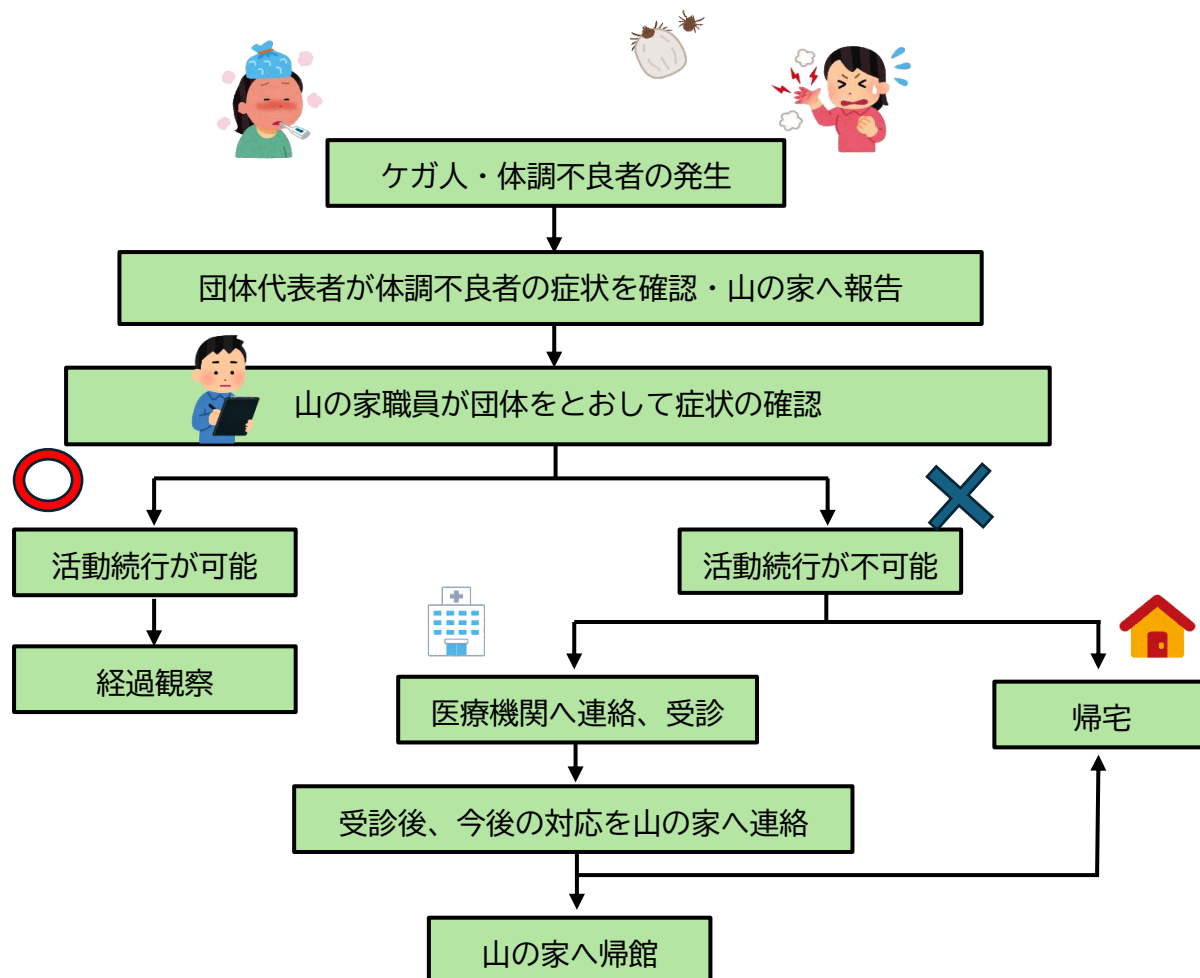 ケガ人・体調不良者の発生
団体代表者が体調不良者の症状を確認・山の家へ報告
山の家職員が団体をとおして症状の確認
活動続行が可能
活動続行が不可能
経過観察
医療機関へ連絡、受診
帰宅
受診後、今後の対応を山の家へ連絡
山の家へ帰館